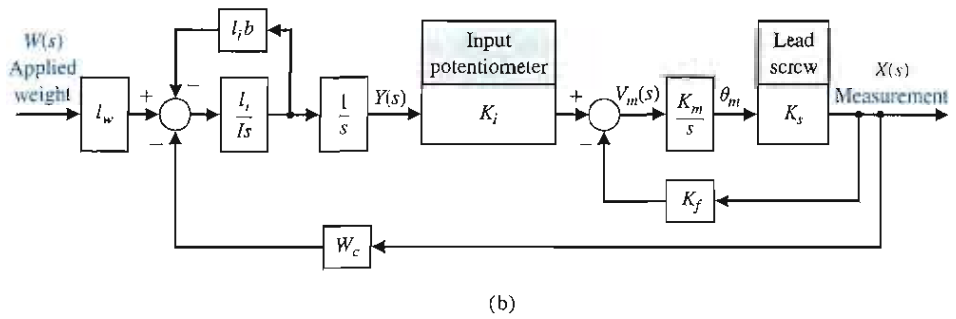 W(s)
Applied
weight
l_w
+
−
−
l_i b
l_i
Is
1
s
Y(s)
Input
potentiometer
K_i
+
−
V_m(s)
K_m
s
θ_m
Lead
screw
K_s
X(s)
Measurement
K_f
W_c
(b)